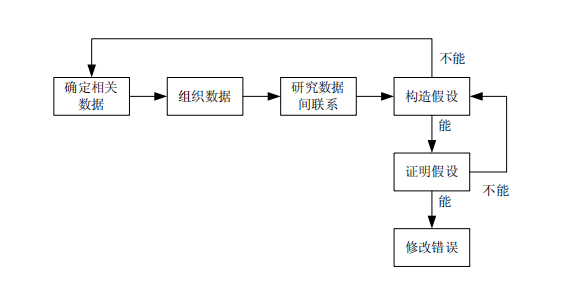 不能
确定相关
数据
组织数据
研究数据
间联系
构造假设
能
证明假设
不能
能
修改错误